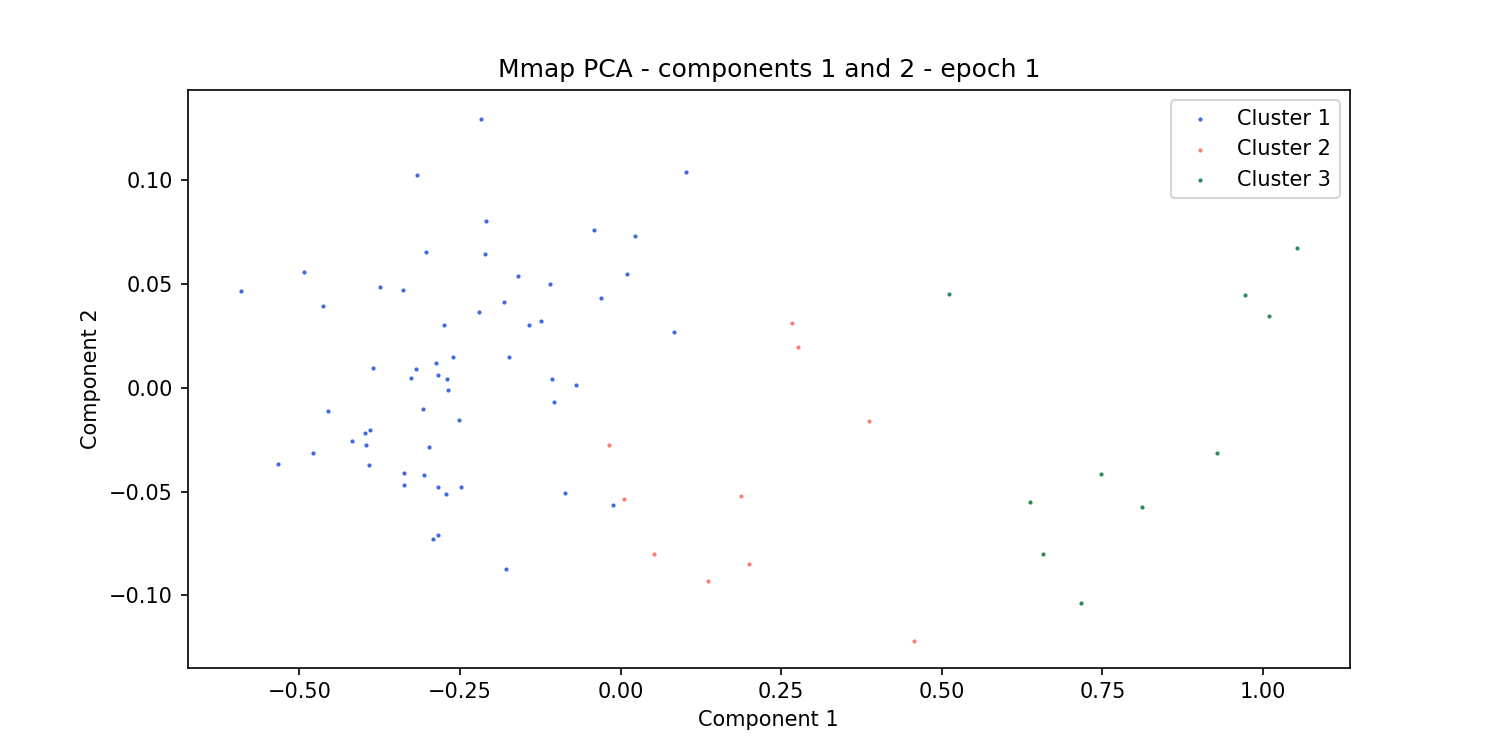 Mmap PCA - components 1 and 2 - epoch 1
Cluster 1
Cluster 2
Cluster 3
Component 2
0.10
0.05
0.00
−0.05
−0.10
−0.50
−0.25
0.00
0.25
0.50
0.75
1.00
Component 1